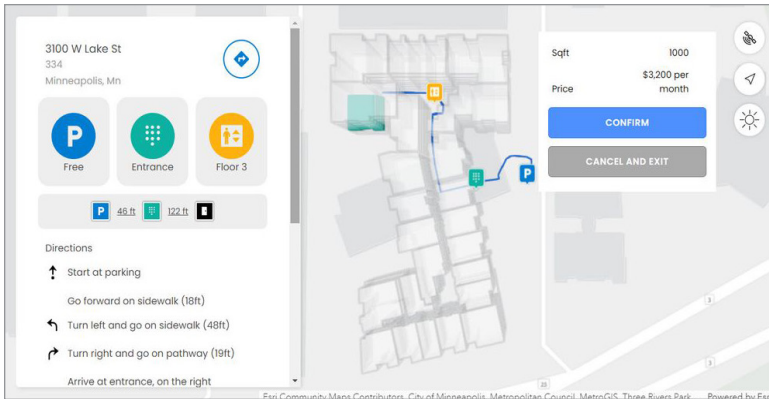 3100 W Lake St
334
Minneapolis, Mn
P
Free
Entrance
Floor 3
P 46 ft 122 ft
Directions
Start at parking
Go forward on sidewalk (18ft)
Turn left and go on sidewalk (48ft)
Turn right and go on pathway (19ft)
Arrive at entrance, on the right
P
Sqft 1000
Price $3,200 per
month
CONFIRM
CANCEL AND EXIT
3
3
Esri Community Maps Contributors, City of Minneapolis, Metropolitan Council, MetroGIS, Three Rivers Park Powered by Esri